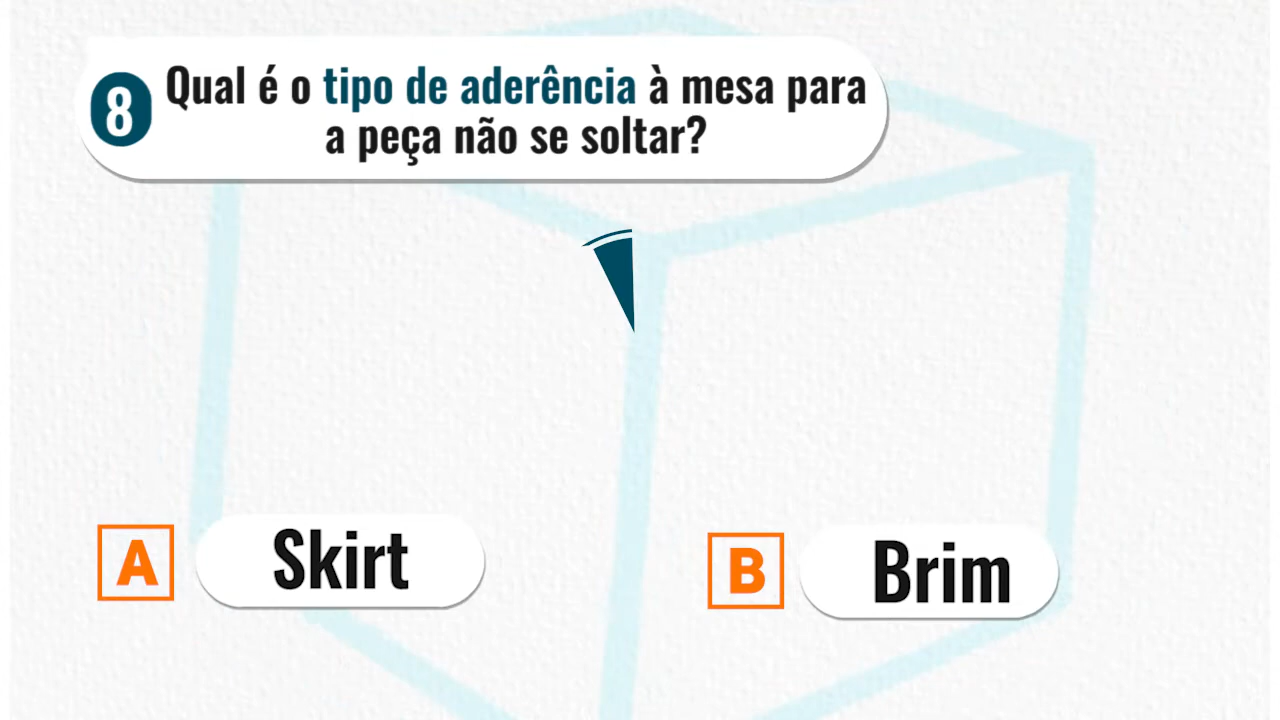 8
Qual é o tipo de aderência à mesa para
a peça não se soltar?
A
Skirt
B
Brim